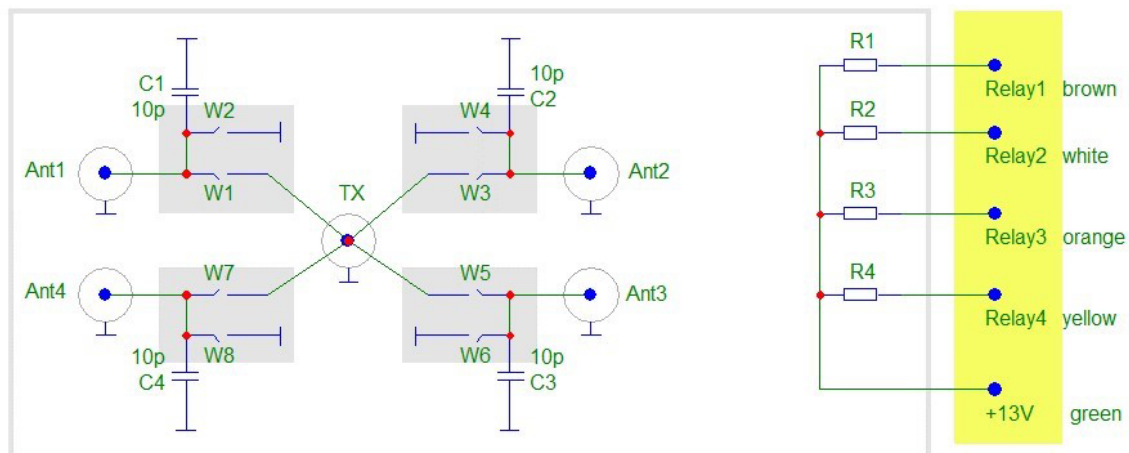 R1
10p
C1
10p
W2
W4
C2
Relay1 brown
R2
Ant1
W1
W3
Ant2
Relay2 white
TX
R3
Relay3 orange
W7
W5
R4
Ant4
Ant3
Relay4 yellow
W8
W6
10p
C4
10p
C3
+13V green